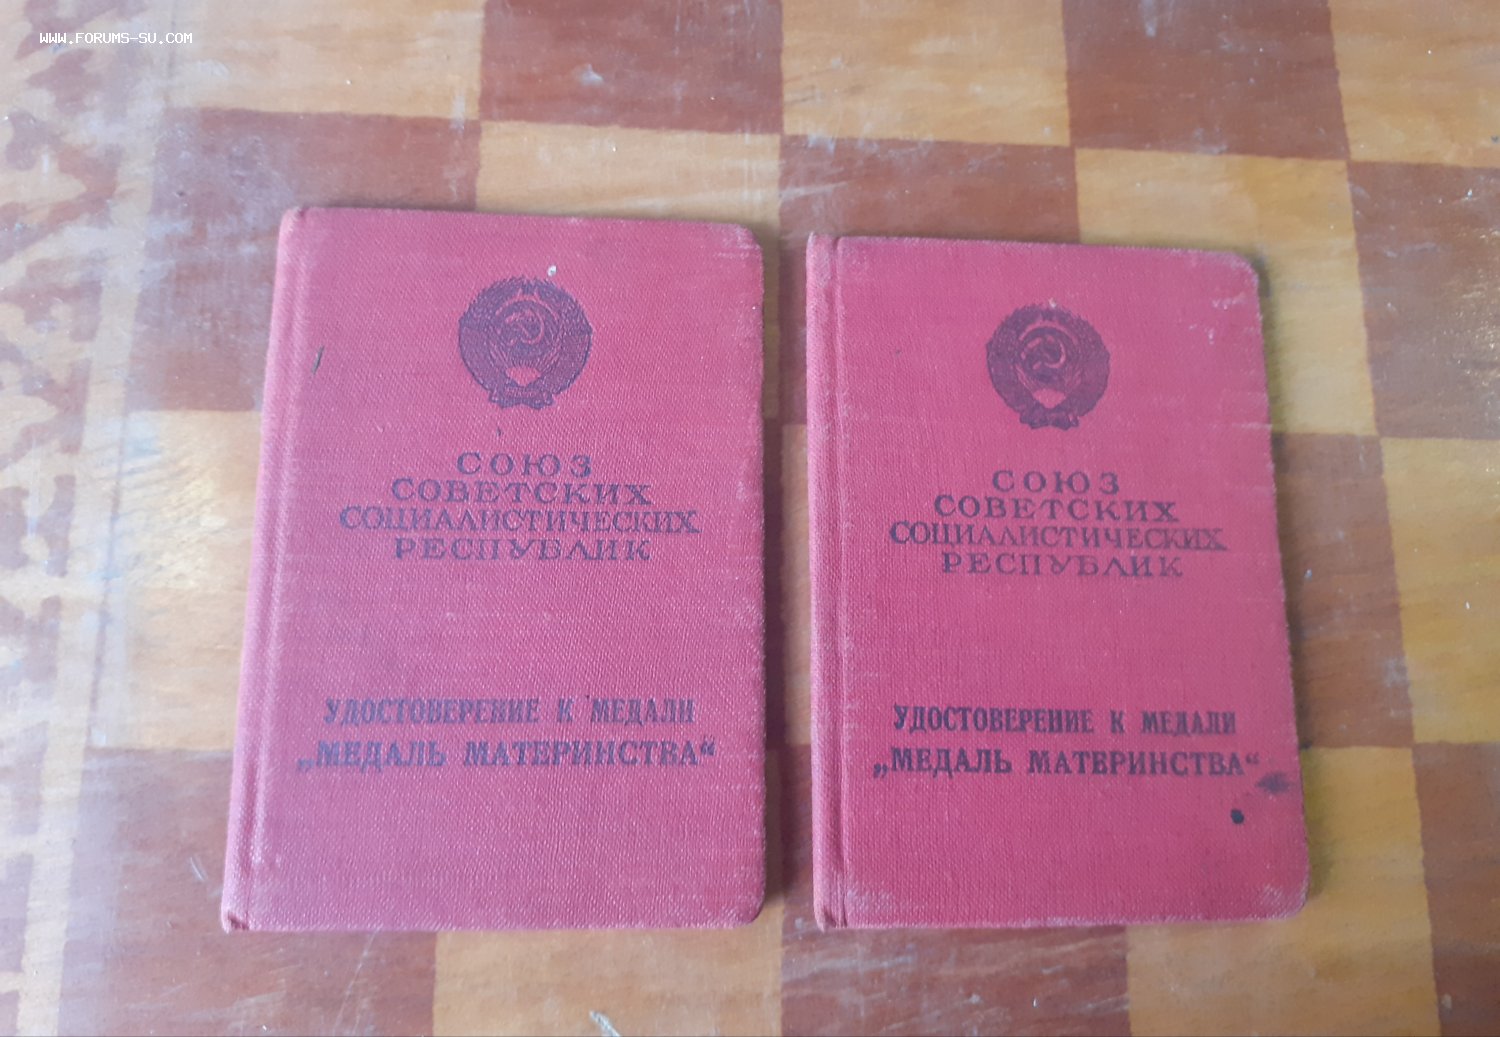 WWW.FORUMS-SU.COM
СОЮЗ
СОВЕТСКИХ
СОЦИАЛИСТИЧЕСКИХ
РЕСПУБЛИК
УДОСТОВЕРЕНИЕ К МЕДАЛИ
„МЕДАЛЬ МАТЕРИНСТВА“
СОЮЗ
СОВЕТСКИХ
СОЦИАЛИСТИЧЕСКИХ
РЕСПУБЛИК
УДОСТОВЕРЕНИЕ К МЕДАЛИ
„МЕДАЛЬ МАТЕРИНСТВА“